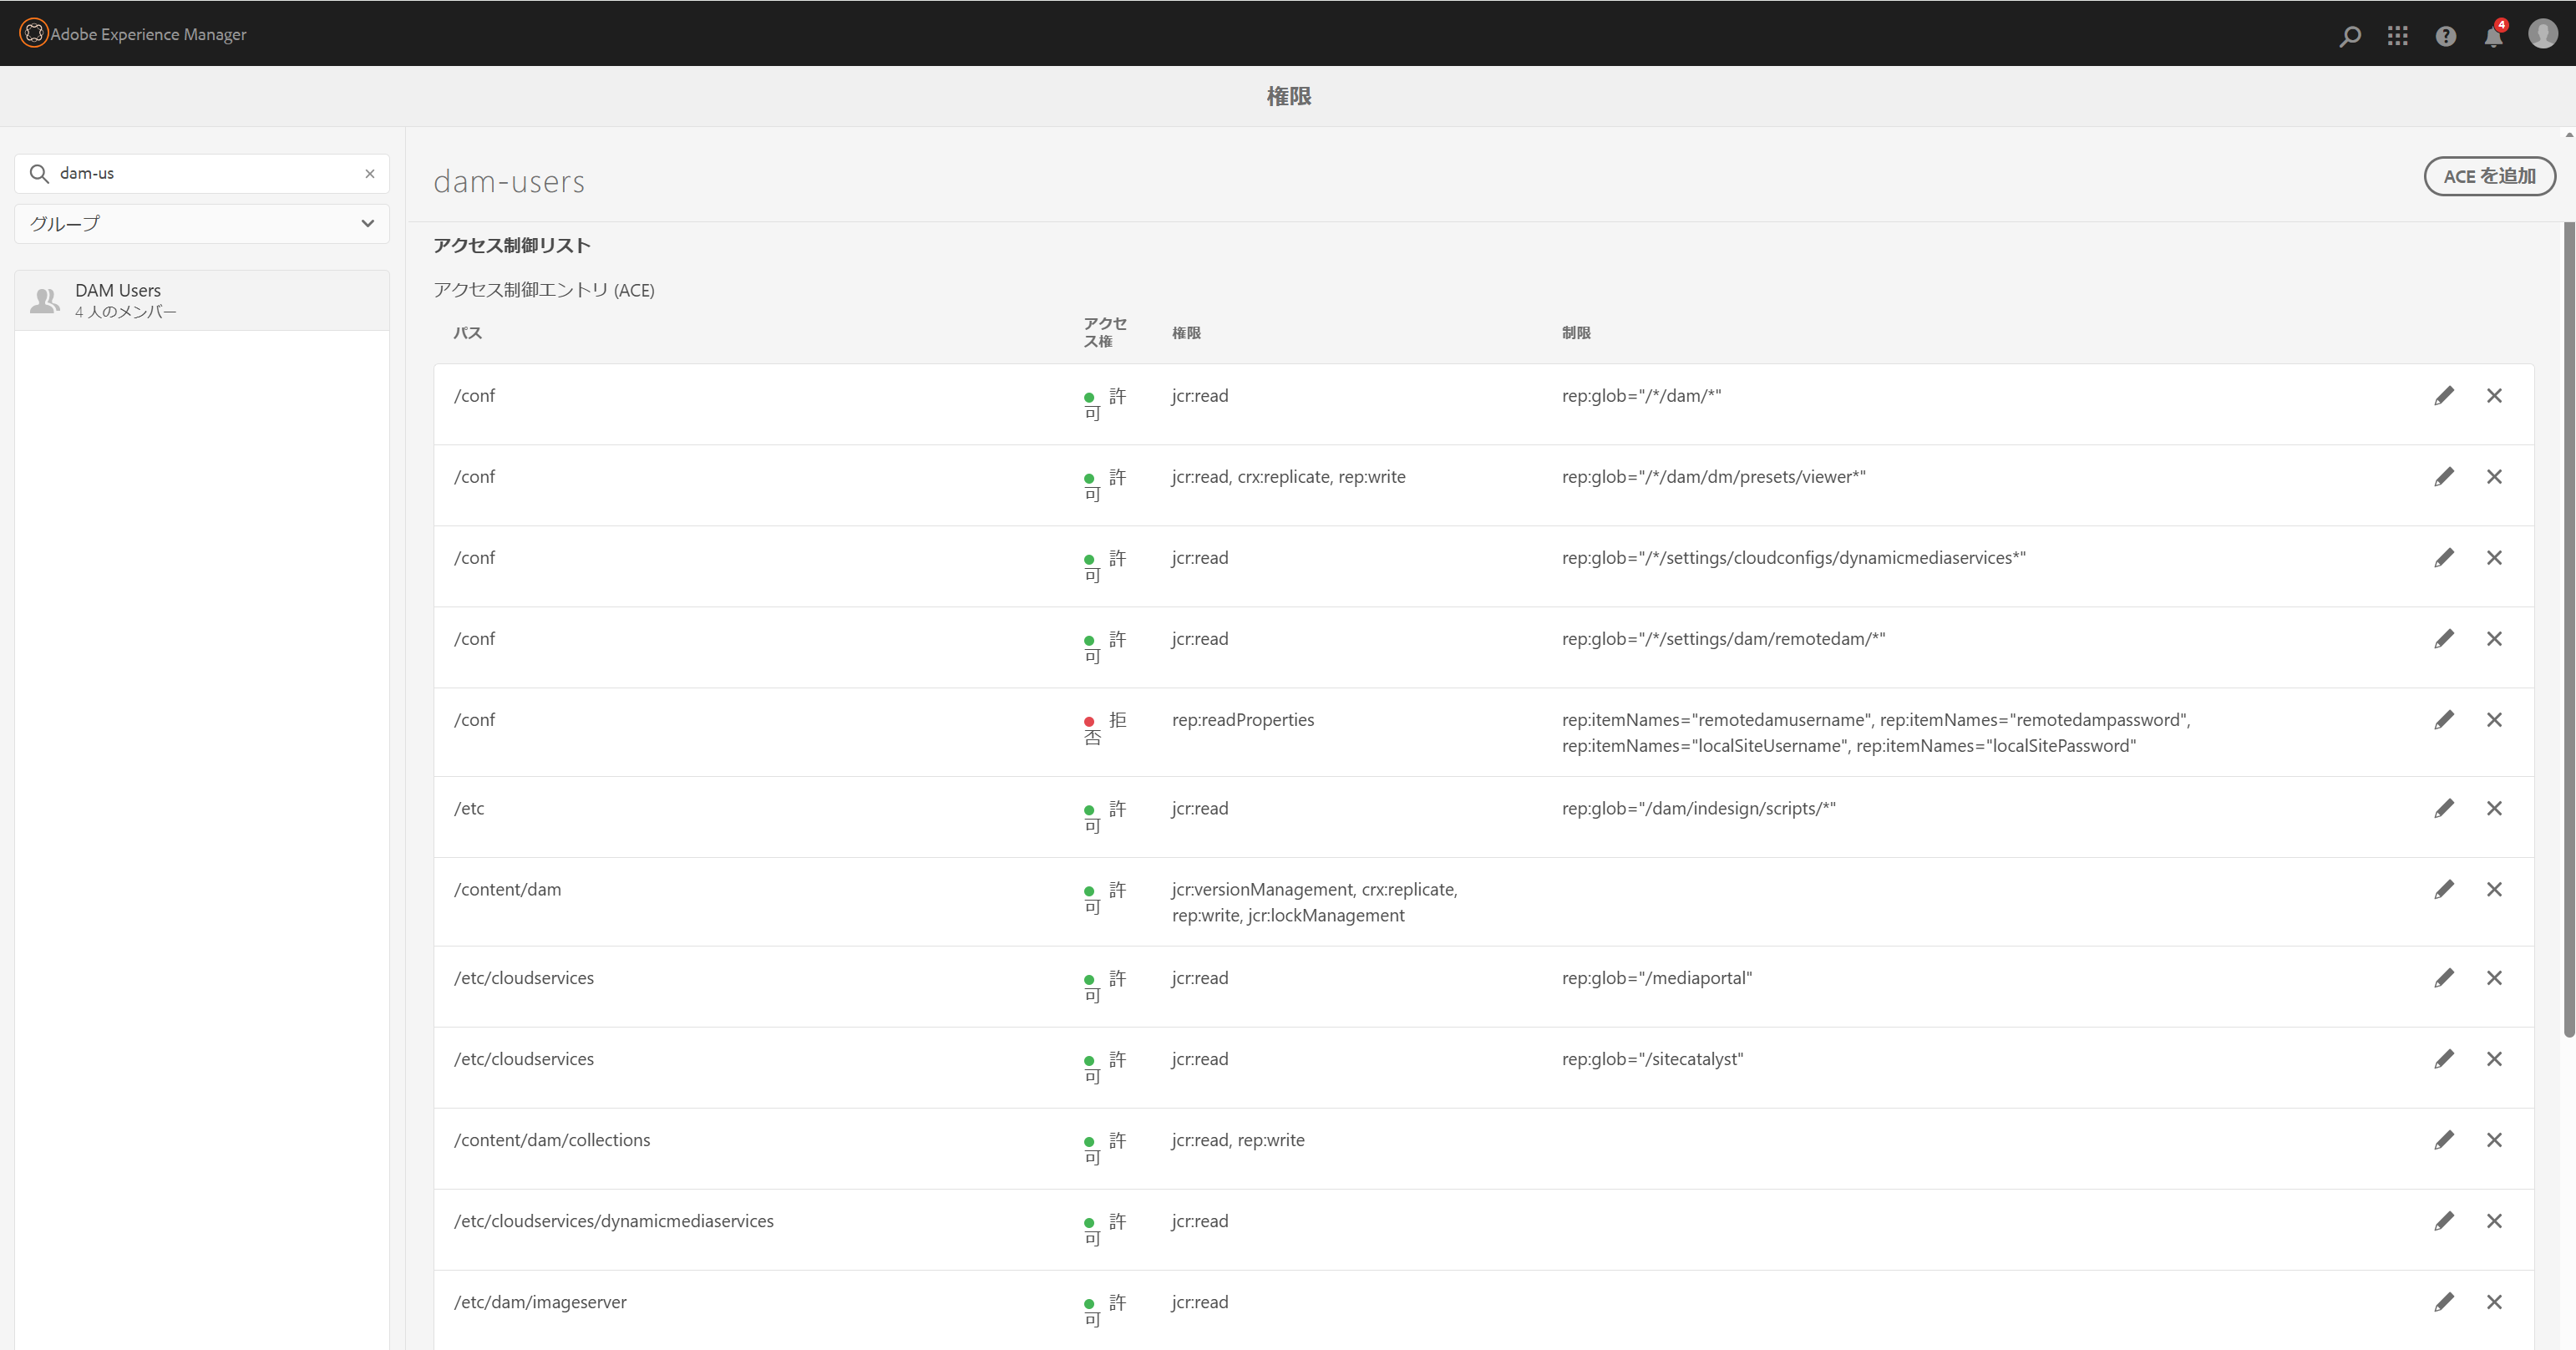 Adobe Experience Manager
4
権限
dam-us
グループ
DAM Users
4 人のメンバー
dam-users
ACE を追加
アクセス制御リスト
アクセス制御エントリ (ACE)
パス
アクセ
ス権
権限
制限
/conf
許
可
jcr:read
rep:glob="/*/dam/*"
/conf
許
可
jcr:read, crx:replicate, rep:write
rep:glob="/*/dam/dm/presets/viewer*"
/conf
許
可
jcr:read
rep:glob="/*/settings/cloudconfigs/dynamicmediaservices*"
/conf
許
可
jcr:read
rep:glob="/*/settings/dam/remotedam/*"
/conf
拒
否
rep:readProperties
rep:itemNames="remotedamusername", rep:itemNames="remotedampassword",
rep:itemNames="localSiteUsername", rep:itemNames="localSitePassword"
/etc
許
可
jcr:read
rep:glob="/dam/indesign/scripts/*"
/content/dam
許
可
jcr:versionManagement, crx:replicate,
rep:write, jcr:lockManagement
/etc/cloudservices
許
可
jcr:read
rep:glob="/mediaportal"
/etc/cloudservices
許
可
jcr:read
rep:glob="/sitecatalyst"
/content/dam/collections
許
可
jcr:read, rep:write
/etc/cloudservices/dynamicmediaservices
許
可
jcr:read
/etc/dam/imageserver
許
可
jcr:read